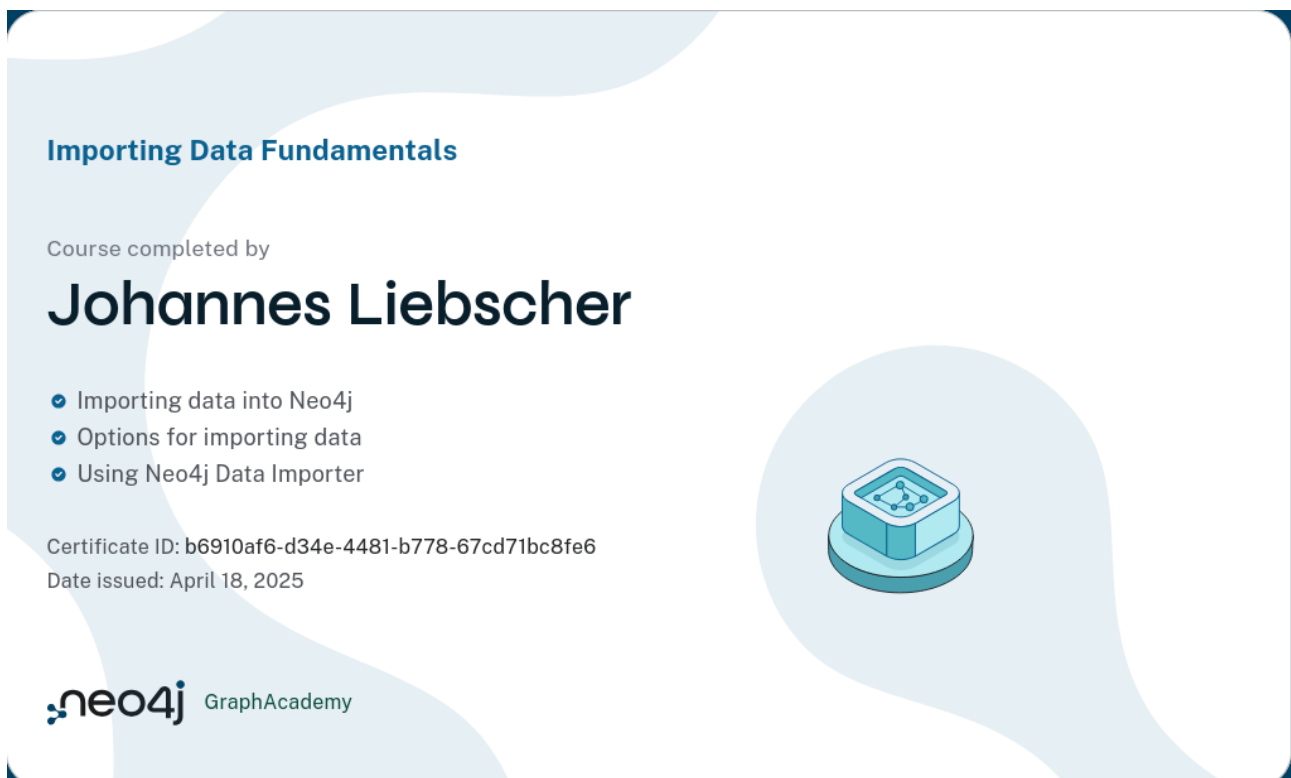 Importing Data Fundamentals
Course completed by
Johannes Liebscher
Importing data into Neo4j
Options for importing data
Using Neo4j Data Importer
Certificate ID: b6910af6-d34e-4481-b778-67cd71bc8fe6
Date issued: April 18, 2025
neo4j GraphAcademy